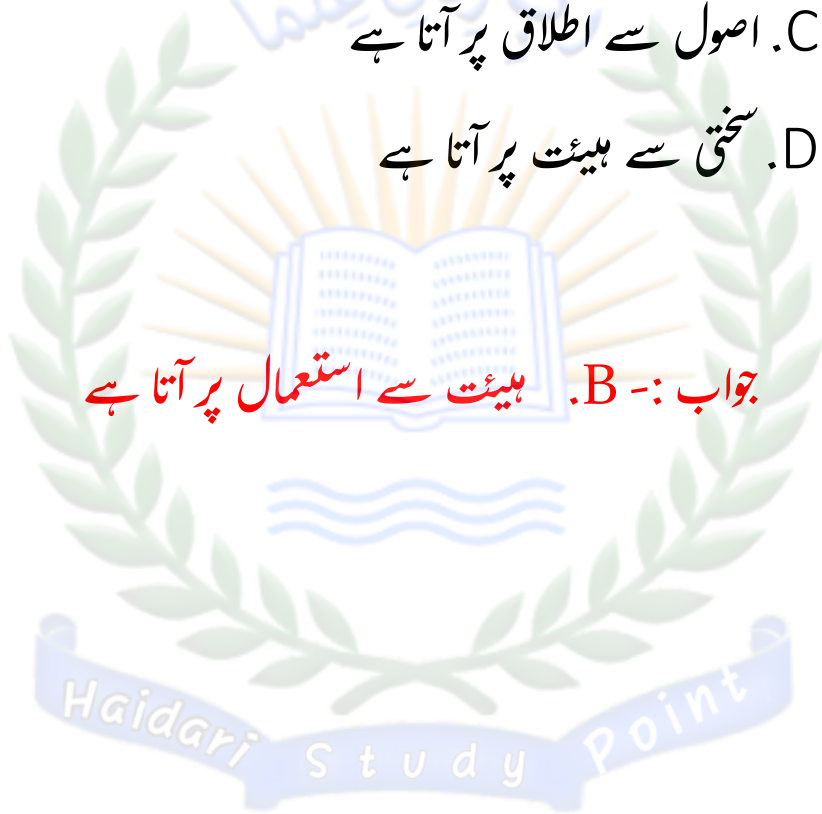 C. اصول سے اطلاق پر آتا ہے
D. سختی سے ہیئت پر آتا ہے
جواب :- B. ہیئت سے استعمال پر آتا ہے
Haidari Study Point